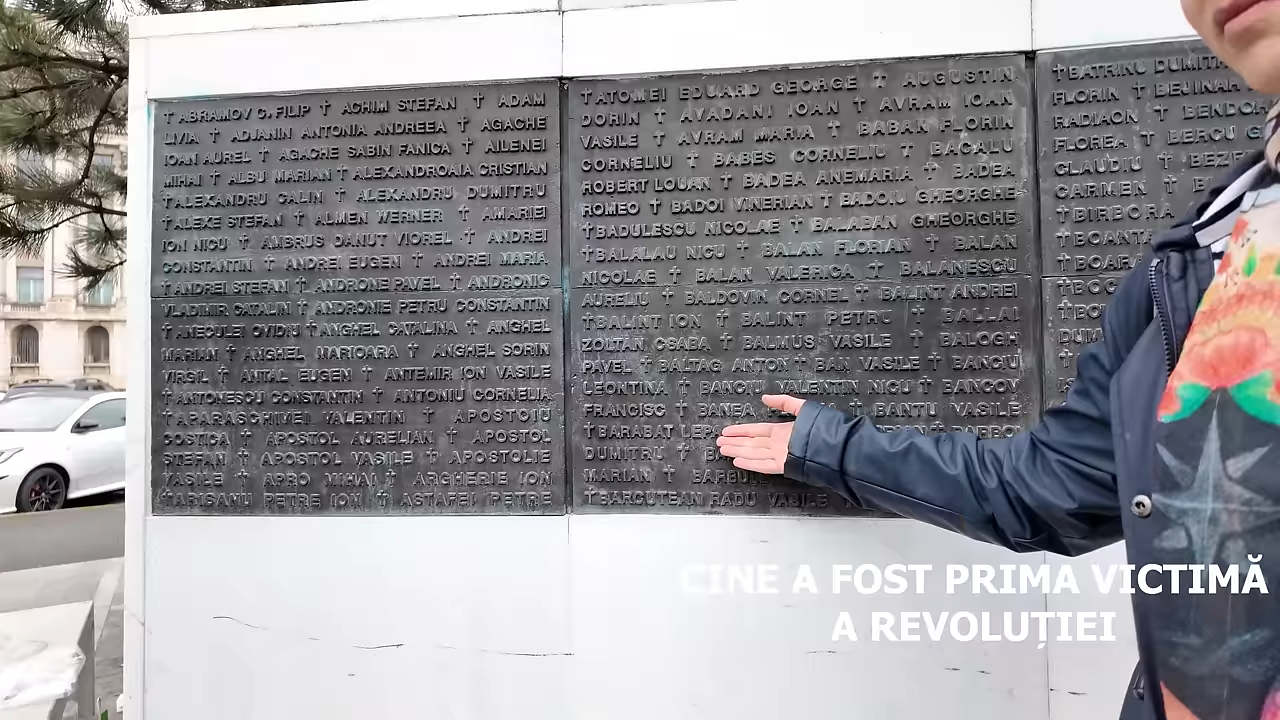 †ABRAMOV C. FILIP † ACHIM STEFAN † ADAM
LIVIA † ADJANIN ANTONIA ANDREEA † AGACHE
IOAN AUREL † AGACHE SABIN FANICA † AILENEI
MIHAI † ALBU MARIAN † ALEXANDROAIA CRISTIAN
†ALEXANDRU CALIN † ALEXANDRU DUMITRU
†ALEXE STEFAN † ALMEN WERNER † AMARIEI
ION NICU † AMBRUS DANUT VIOREL † ANDREI
CONSTANTIN † ANDREI EUGEN † ANDREI MARIA
†ANDREI STEFAN † ANDRONE PAVEL † ANDRONIC
VLADIMIR CATALIN † ANDRONIE PETRU CONSTANTIN
†ANECULEI OVIDIU †ANGHEL CATALINA † ANGHEL
MARIAN † ANGHEL MARIOARA † ANGHEL SORIN
VIRGIL † ANTAL EUGEN † ANTEMIR ION VASILE
†ANTONESCU CONSTANTIN † ANTONIU CORNELIA
†APARASCHIVEI VALENTIN † APOSTOIU
COSTICA † APOSTOL AURELIAN † APOSTOL
STEFAN † APOSTOL VASILE † APOSTOLIE
VASILE † APRO MIHAI † ARGHERIE ION
†ARISANU PETRE ION † ASTAFEI PETRE
†ATOMEI EDUARD GEORGE † AUGUSTIN
DORIN † AVADANI IOAN † AVRAM IOAN
VASILE † AVRAM MARIA † BABAN FLORIN
CORNELIU † BABES CORNELIU † BACALU
ROBERT LOUAN † BADEA ANEMARIA † BADEA
ROMEO † BADOI VINERIAN † BADOIU GHEORGHE
†BADULESCU NICOLAE † BALABAN GHEORGHE
†BALALAU NICU † BALAN FLORIAN † BALAN
NICOLAE † BALAN VALERICA † BALANESCU
AURELIU † BALDOVIN CORNEL † BALINT ANDREI
†BALINT ION † BALINT PETRU † BALLAI
ZOLTAN CSABA † BALMUS VASILE † BALOGH
PAVEL † BALTAG ANTON † BAN VASILE † BANCIU
LEONTINA † BANCIU VALENTIN NICU † BANCOV
FRANCISC † BANEA † BANTU VASILE
†BARABAT
DUMITRU †
MARIAN †
†BARCUTEAN RADU VASILE
†BATRINU
FLORIN †
RADIAON †
FLOREA † BERCU
CLAUDIU †
CARMEN †
CINE A FOST PRIMA VICTIMĂ
A REVOLUȚIEI